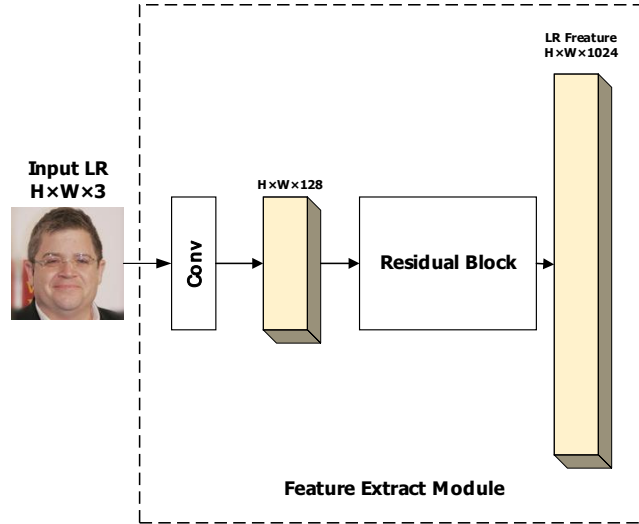 LR Freature
H×W×1024
Input LR
H×W×3
H×W×128
Conv
Residual Block
Feature Extract Module